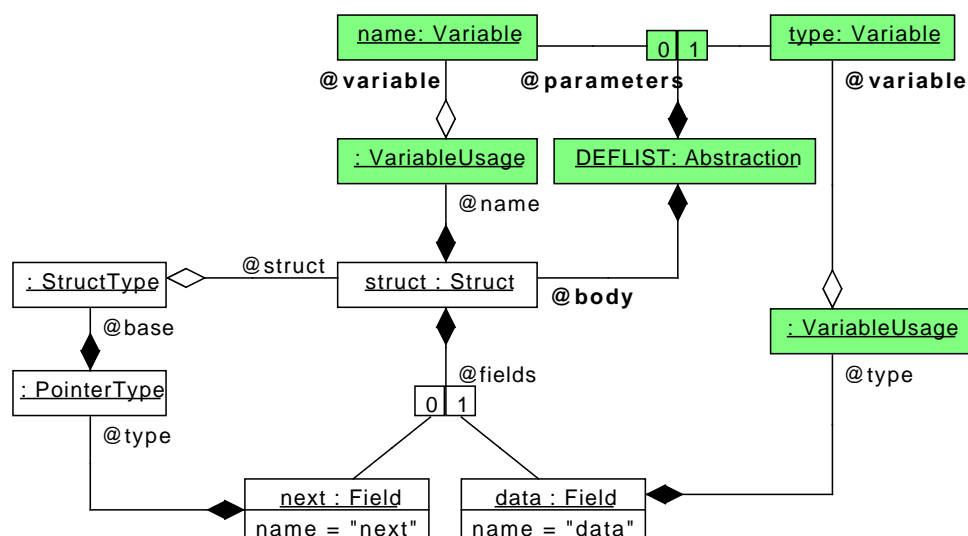 name: Variable
0 1
type: Variable
@variable
@parameters
@variable
: VariableUsage
DEFLIST: Abstraction
@name
@struct
: StructType
struct : Struct
@body
@base
: VariableUsage
: PointerType
@fields
@type
0 1
@type
next : Field
data : Field
name = "next"
name = "data"